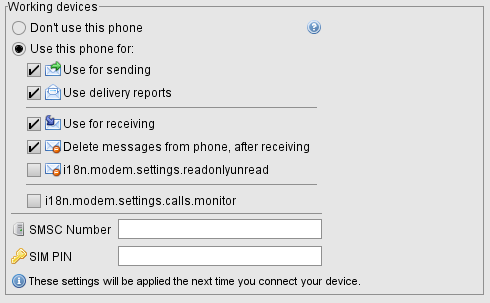 Working devices
Don't use this phone
Use this phone for:
Use for sending
Use delivery reports
Use for receiving
Delete messages from phone, after receiving
i18n.modem.settings.readonlyunread
i18n.modem.settings.calls.monitor
SMSC Number
SIM PIN
These settings will be applied the next time you connect your device.